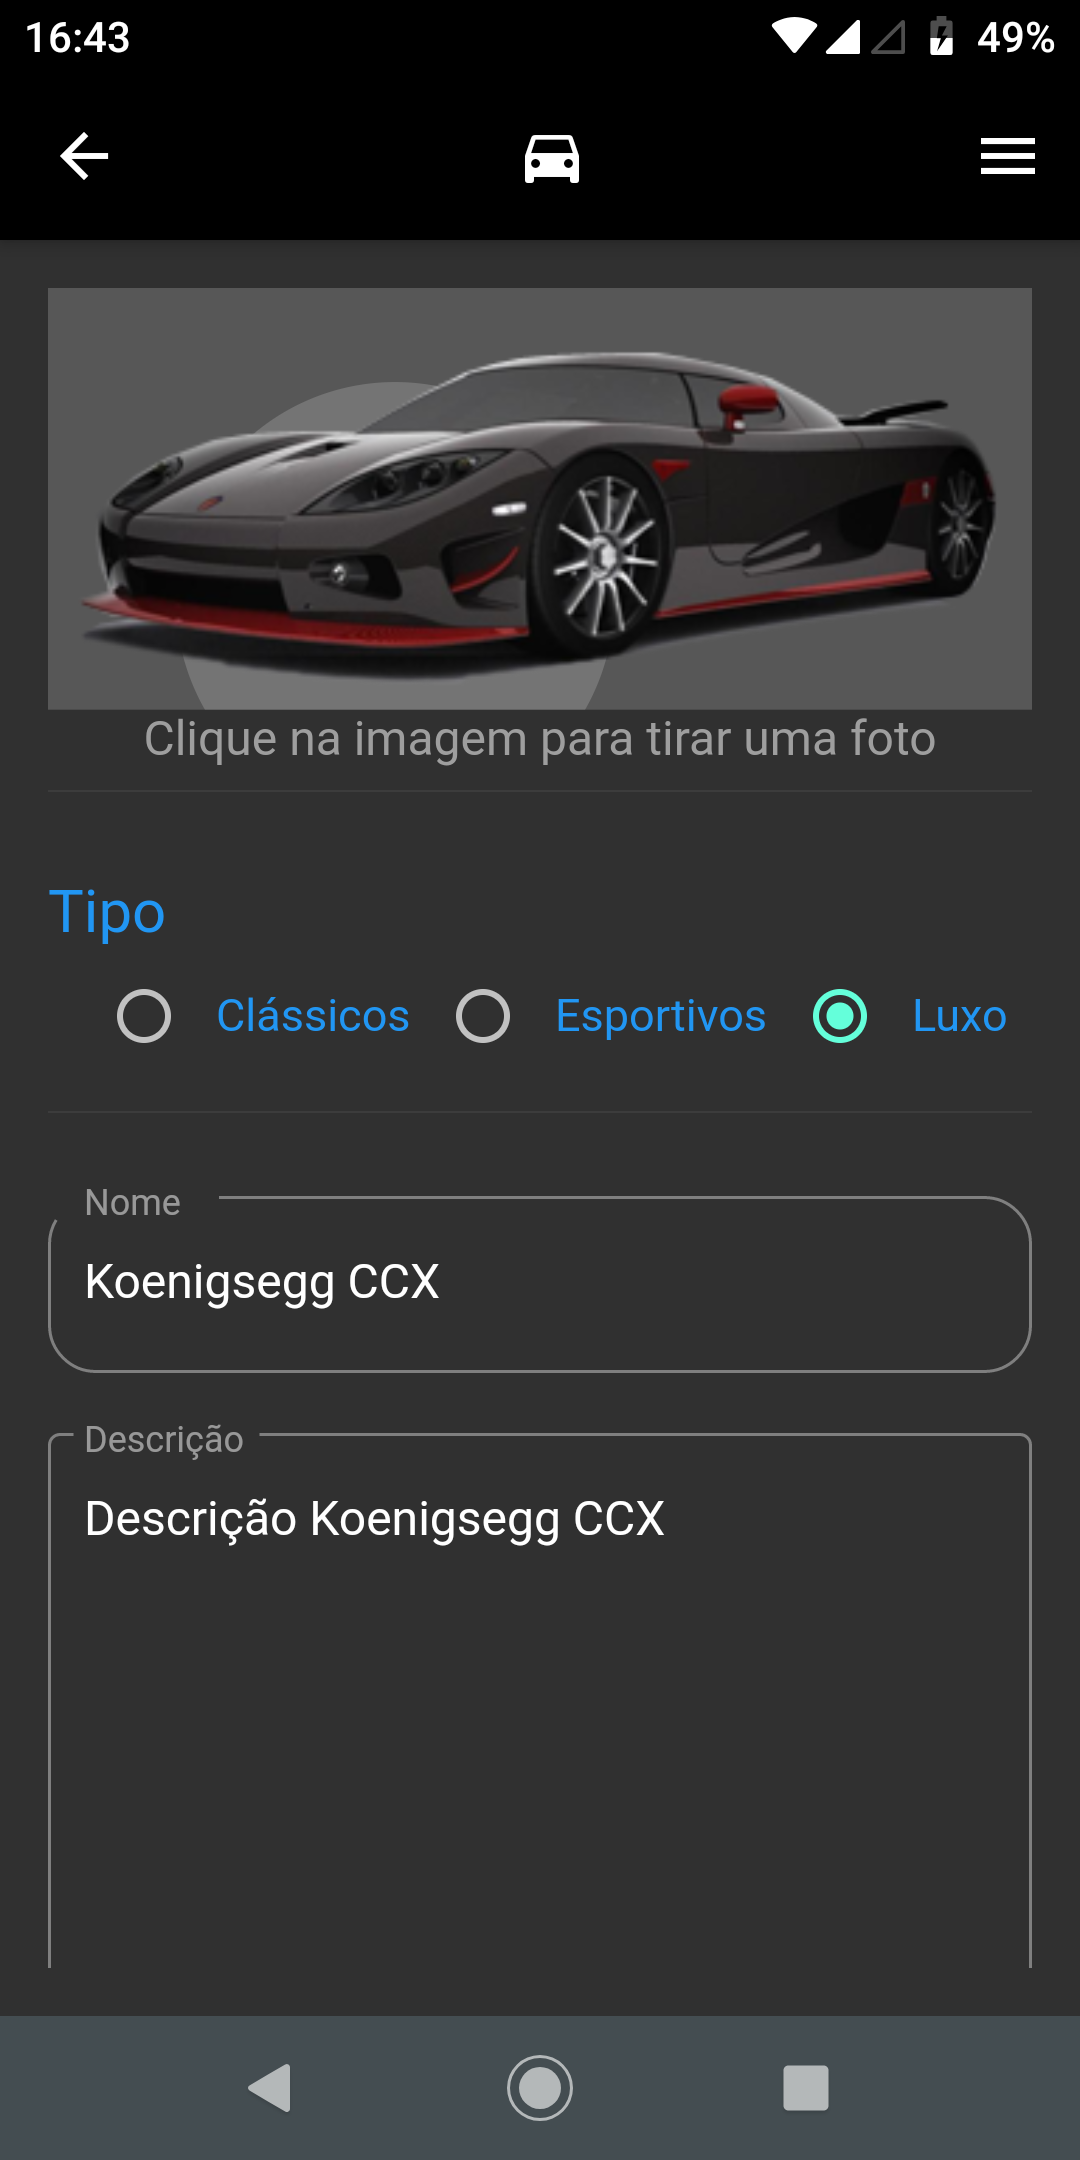 16:43
49%
Clique na imagem para tirar uma foto
Tipo
Clássicos Esportivos Luxo
Nome
Koenigsegg CCX
Descrição
Descrição Koenigsegg CCX